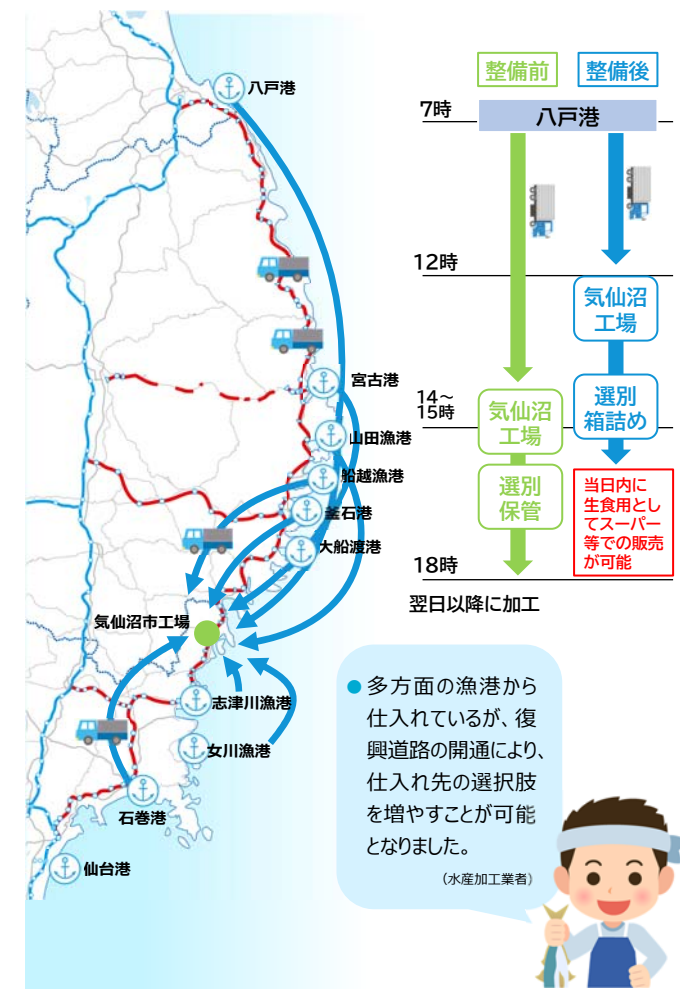 八戸港
宮古港
山田漁港
船越漁港
釜石港
大船渡港
気仙沼市工場
志津川漁港
女川漁港
石巻港
仙台港
整備前
整備後
7時
八戸港
12時
気仙沼
工場
14～
15時
気仙沼
工場
選別
箱詰め
選別
保管
当日内に
生食用とし
てスーパー
等での販売
が可能
18時
翌日以降に加工
●多方面の漁港から
仕入れているが、復
興道路の開通により、
仕入れ先の選択肢
を増やすことが可能
となりました。
(水産加工業者)